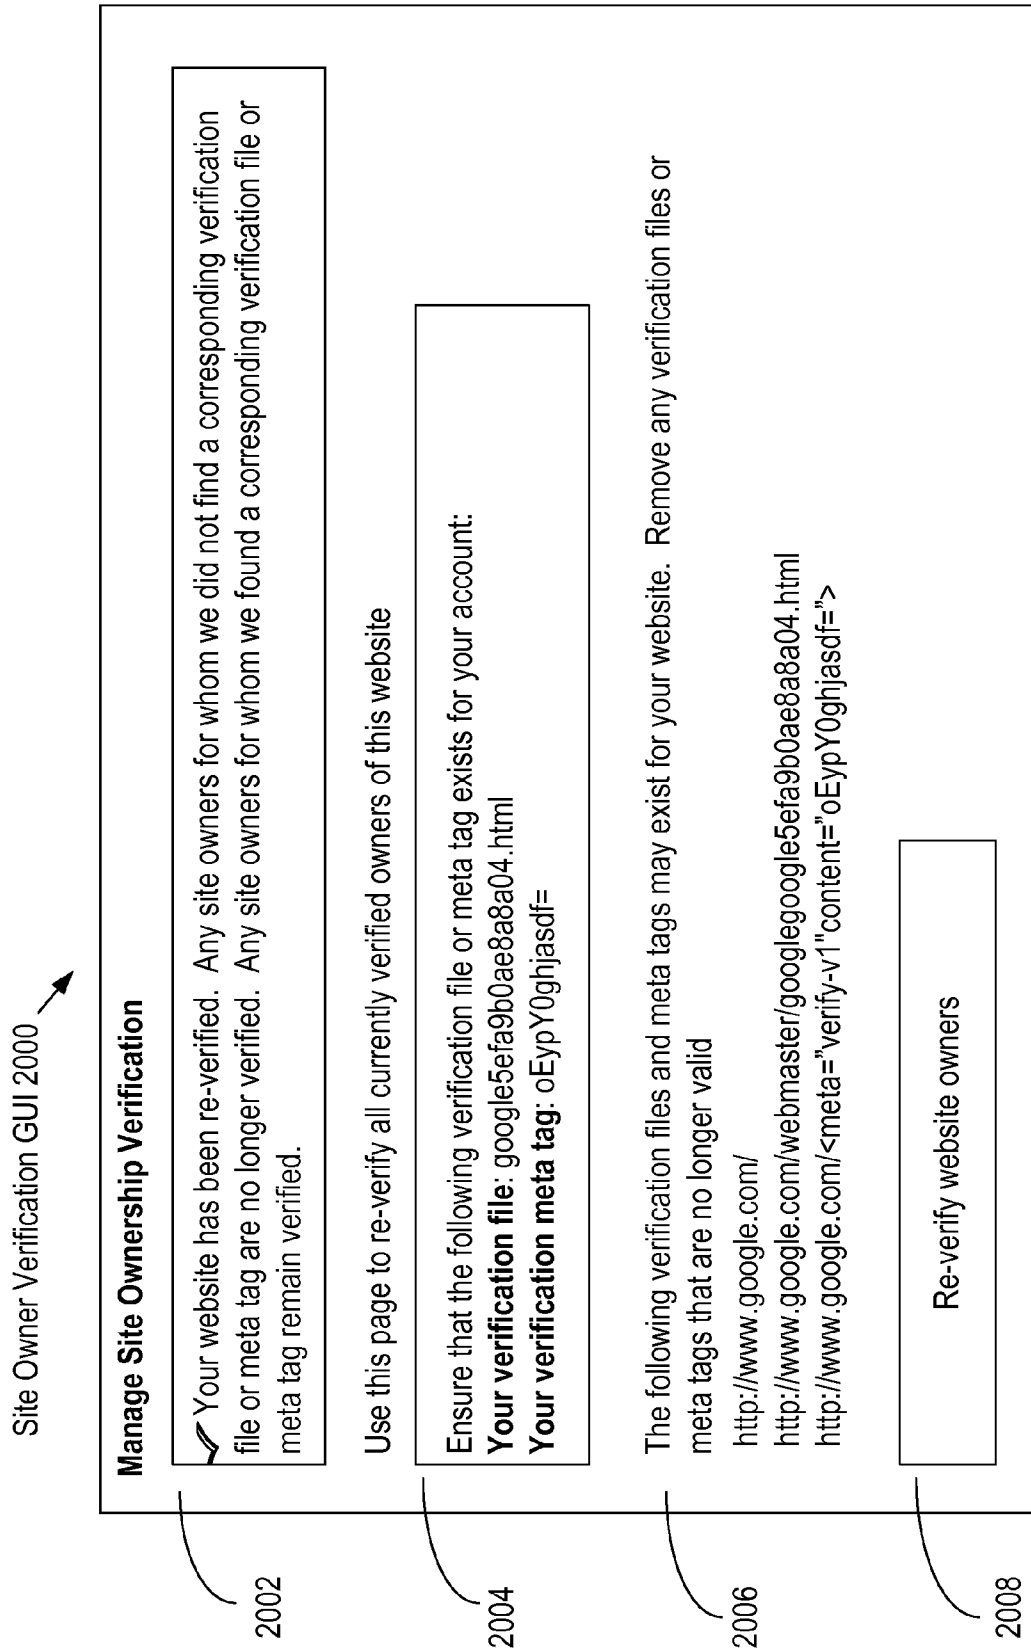 Site Owner Verification GUI 2000
Manage Site Ownership Verification
Your website has been re-verified. Any site owners for whom we did not find a corresponding verification
file or meta tag are no longer verified. Any site owners for whom we found a corresponding verification file or
meta tag remain verified.
2002
Use this page to re-verify all currently verified owners of this website
Ensure that the following verification file or meta tag exists for your account:
Your verification file: google5efa9b0ae8a8a04.html
Your verification meta tag: oEypY0ghjasdf=
2004
The following verification files and meta tags may exist for your website. Remove any verification files or
meta tags that are no longer valid
http://www.google.com/
http://www.google.com/webmaster/googlegoogle5efa9b0ae8a8a04.html
http://www.google.com/<meta="verify-v1"content="oEypY0ghjasdf=">
2006
Re-verify website owners
2008